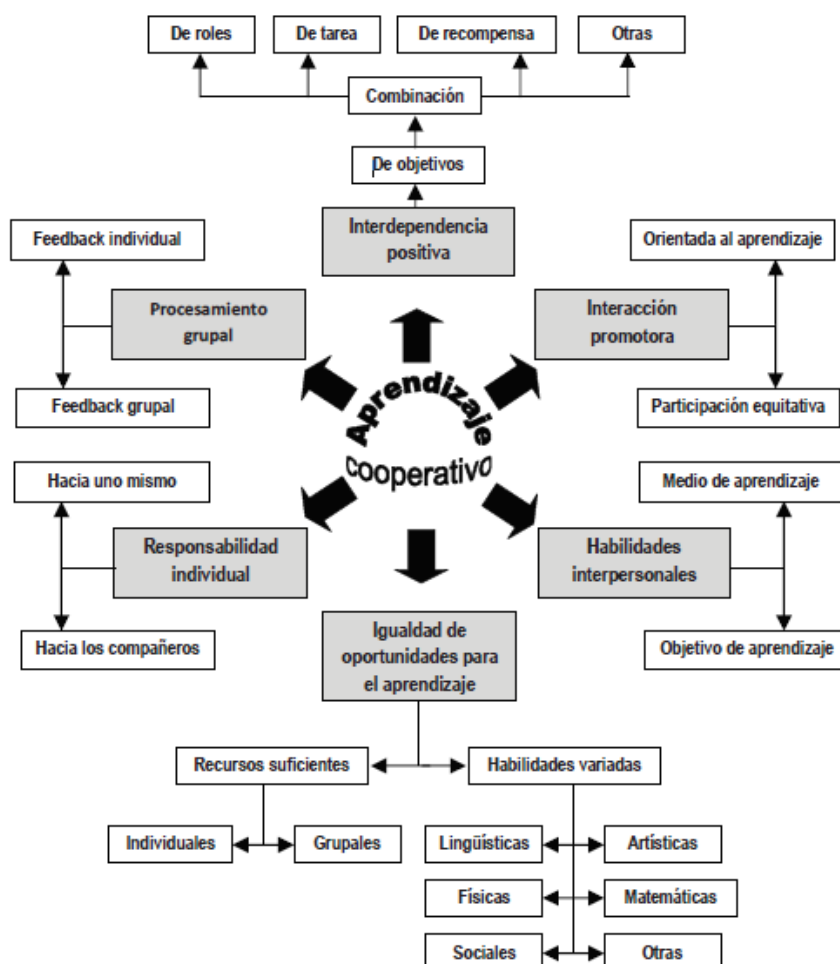 De roles
De tarea
De recompensa
Otras
Combinación
De objetivos
Interdependencia
positiva
Feedback individual
Orientada al aprendizaje
Procesamiento
grupal
Interacción
promotora
Feedback grupal
Participación equitativa
Aprendizaje
cooperativo
Hacia uno mismo
Medio de aprendizaje
Responsabilidad
individual
Habilidades
interpersonales
Hacia los compañeros
Objetivo de aprendizaje
Igualdad de
oportunidades para
el aprendizaje
Recursos suficientes
Habilidades variadas
Individuales
Grupales
Lingüísticas
Artísticas
Físicas
Matemáticas
Sociales
Otras